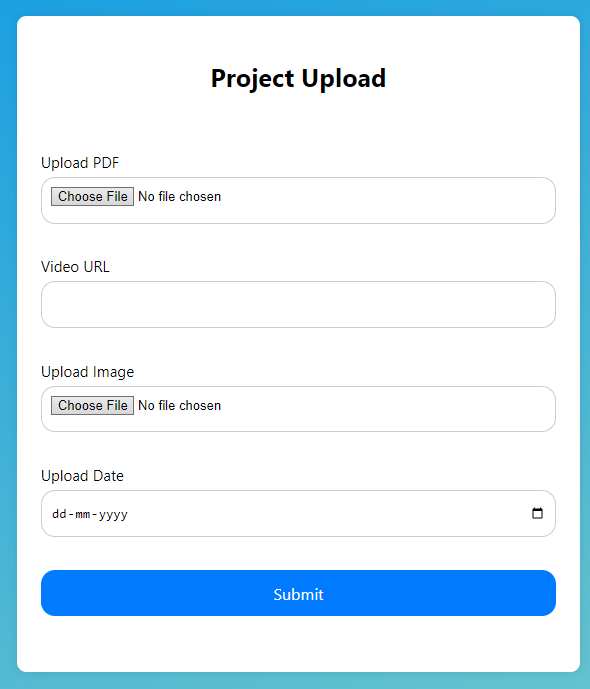 Project Upload
Upload PDF
Choose File No file chosen
Video URL
Upload Image
Choose File No file chosen
Upload Date
dd-mm-yyyy
Submit